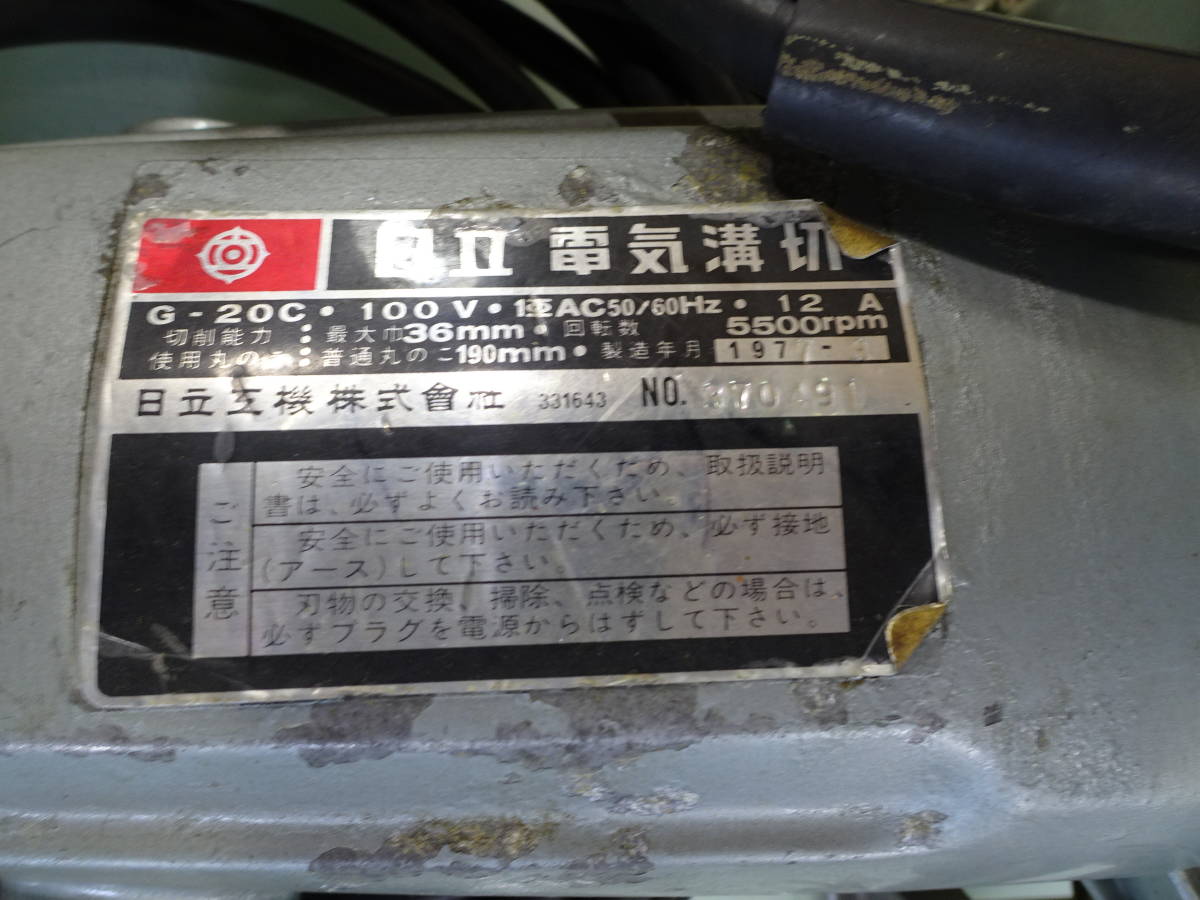 日立 電気溝切
G-20C・100V・1φAC50/60Hz・12A
切削能力：最大巾36mm・回転数 5500rpm
使用丸のこ：普通丸のこ190mm・製造年月 197
日立工機株式會社 331643 NO. 370491
ご注意
安全にご使用いただくため、取扱説明
書は、必ずよくお読み下さい。
安全にご使用いただくため、必ず接地
(アース)して下さい。
刃物の交換、掃除、点検などの場合は、
必ずプラグを電源からはずして下さい。